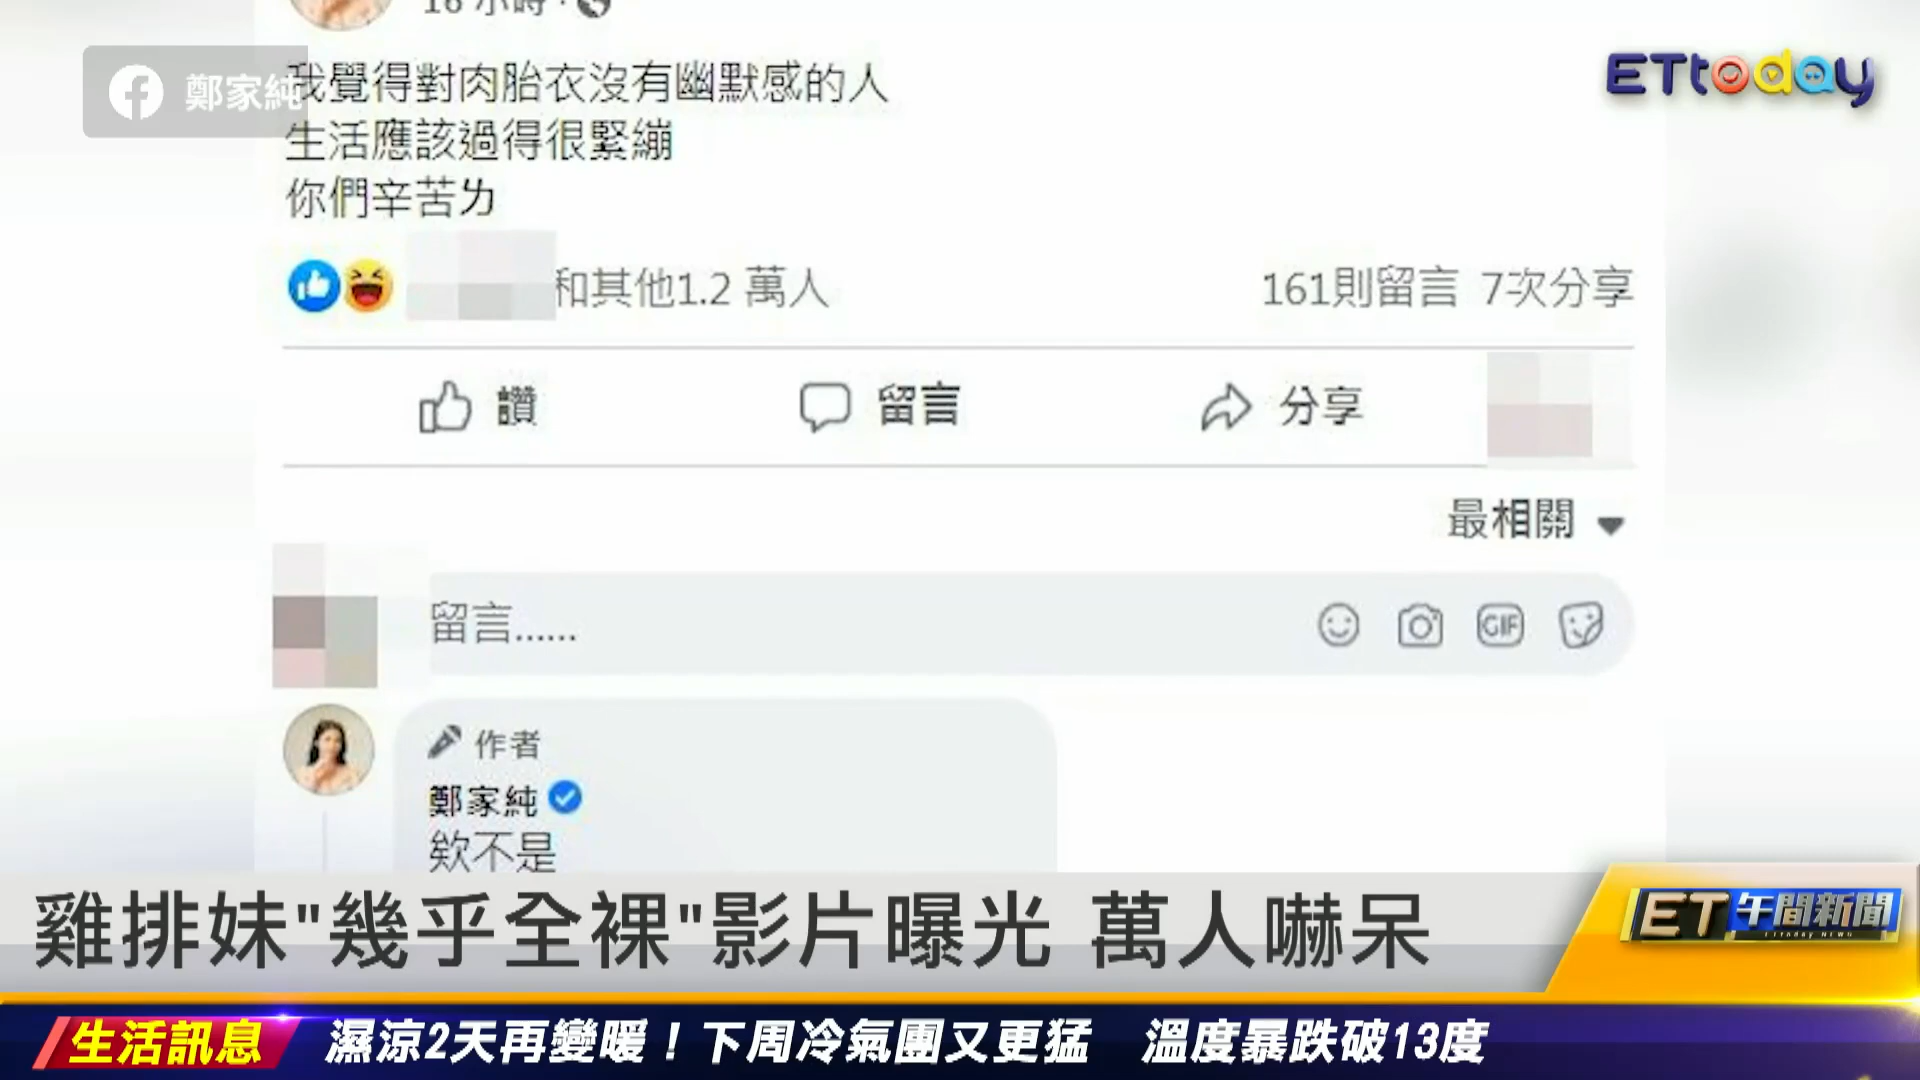 16 小時
鄭家純
我覺得對肉胎衣沒有幽默感的人
生活應該過得很緊繃
你們辛苦ㄌ
和其他1.2 萬人
161則留言 7次分享
讚
留言
分享
最相關
留言......
GIF
作者
鄭家純
欸不是
ETtoday
雞排妹"幾乎全裸"影片曝光 萬人嚇呆
ET午間新聞
ETtoday NEWS
生活訊息
濕涼2天再變暖！下周冷氣團又更猛 溫度暴跌破13度